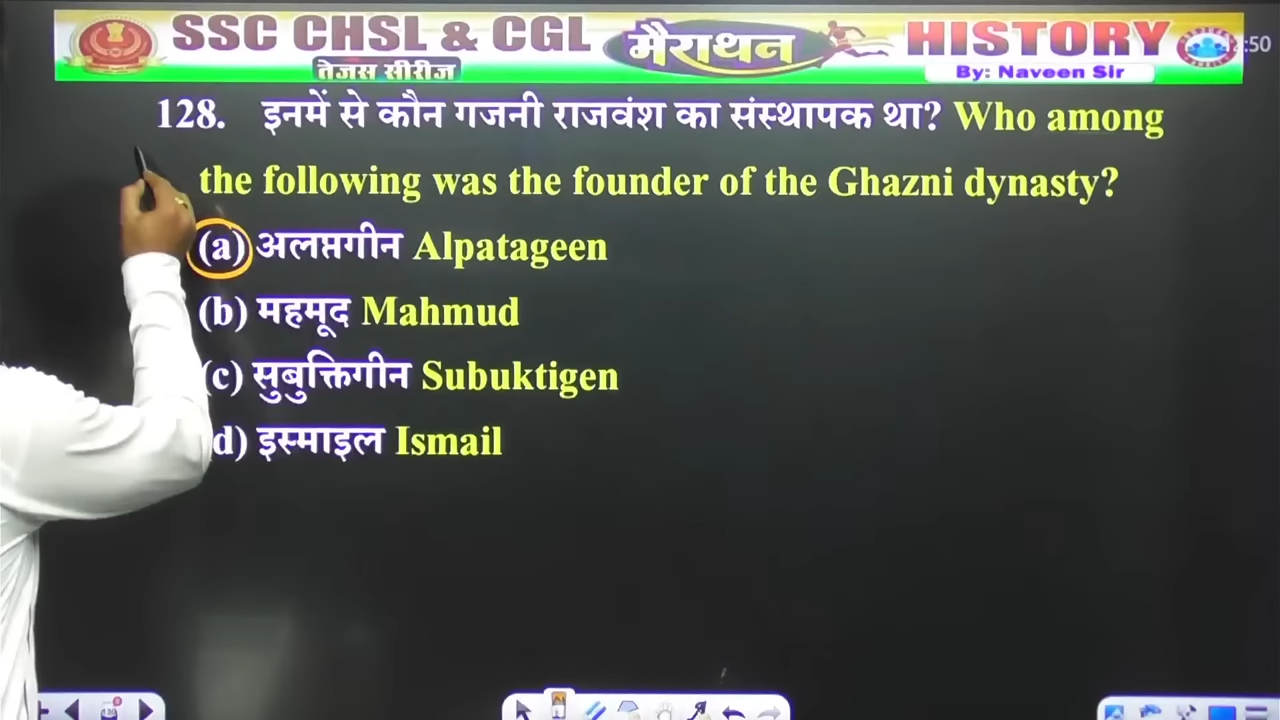 SSC CHSL & CGL मैराथन HISTORY
तेजस सीरीज By: Naveen Sir
:50
128. इनमें से कौन गजनी राजवंश का संस्थापक था? Who among
the following was the founder of the Ghazni dynasty?
(a) अलप्तगीन Alpatageen
(b) महमूद Mahmud
(c) सुबुक्तिगीन Subuktigen
d) इस्माइल Ismail